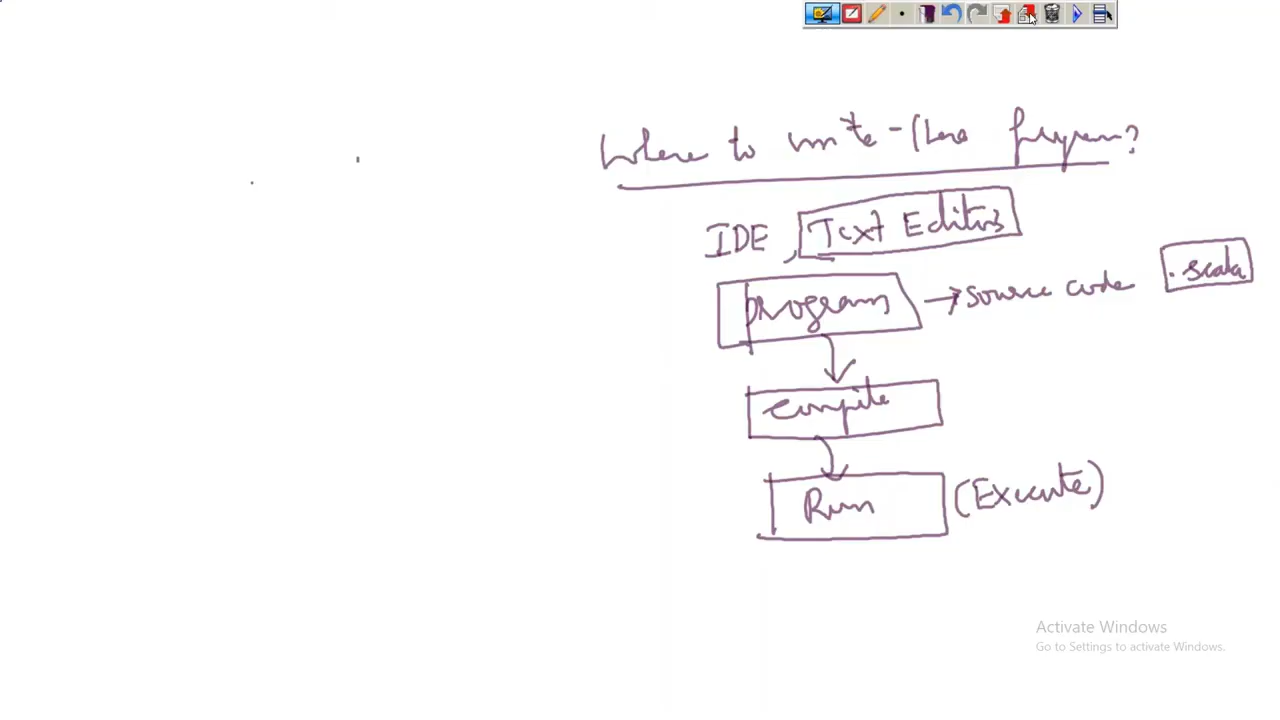 Where to write these program?
IDE, Text Editors
program → source code .scala
Compile
Run (Execute)
Activate Windows
Go to Settings to activate Windows.